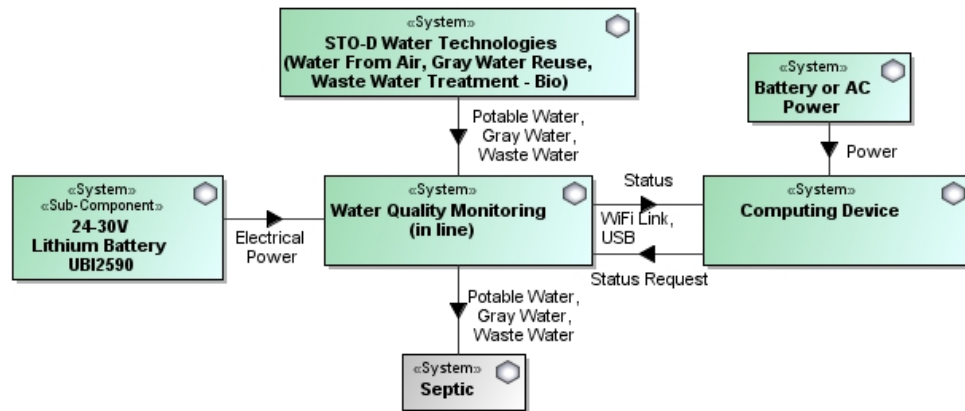 «System»
STO-D Water Technologies
(Water From Air, Gray Water Reuse,
Waste Water Treatment - Bio)
«System»
Battery or AC
Power
Potable Water,
Gray Water,
Waste Water
Power
«System»
«Sub-Component»
24-30V
Lithium Battery
UBI2590
Electrical
Power
«System»
Water Quality Monitoring
(in line)
Status
WiFi Link,
USB
Status Request
«System»
Computing Device
Potable Water,
Gray Water,
Waste Water
«System»
Septic